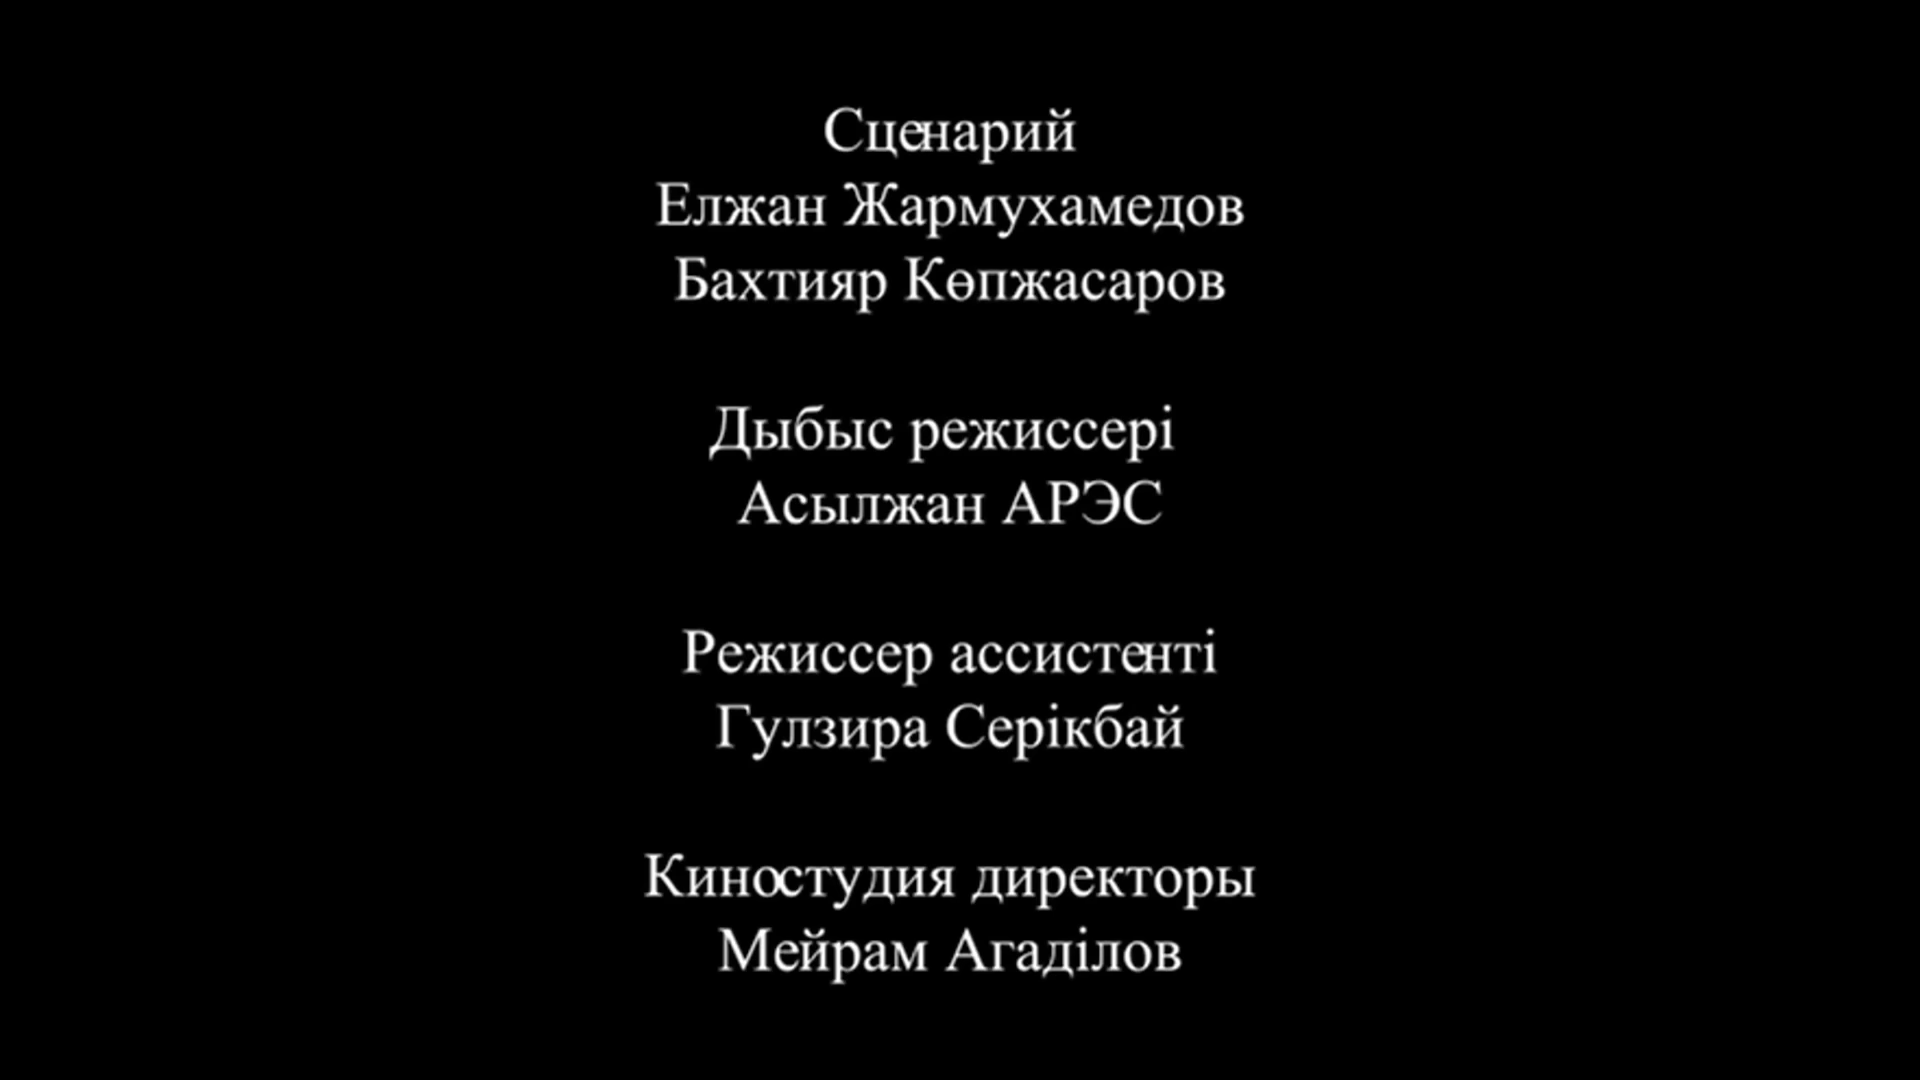 Сценарий
Елжан Жармухамедов
Бахтияр Көпжасаров
Дыбыс режиссері
Асылжан АРЭС
Режиссер ассистенті
Гулзира Серікбай
Киностудия директоры
Мейрам Агаділов